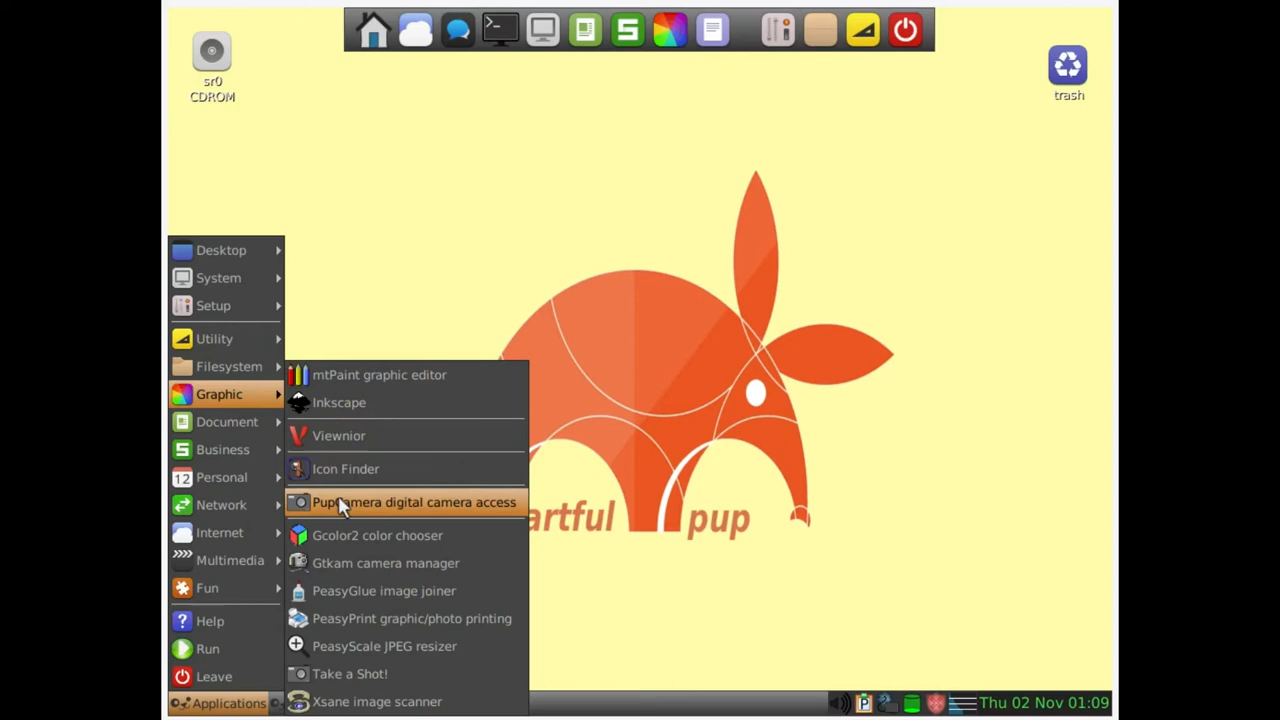 sr0
CDROM
trash
Desktop
System
Setup
Utility
Filesystem
Graphic
Document
Business
Personal
12
Network
Internet
Multimedia
Fun
Help
Run
Leave
Applications
mtPaint graphic editor
Inkscape
Viewnior
Icon Finder
PupCamera digital camera access
Gcolor2 color chooser
Gtkam camera manager
PeasyGlue image joiner
PeasyPrint graphic/photo printing
PeasyScale JPEG resizer
Take a Shot!
Xsane image scanner
artful pup
Thu 02 Nov 01:09